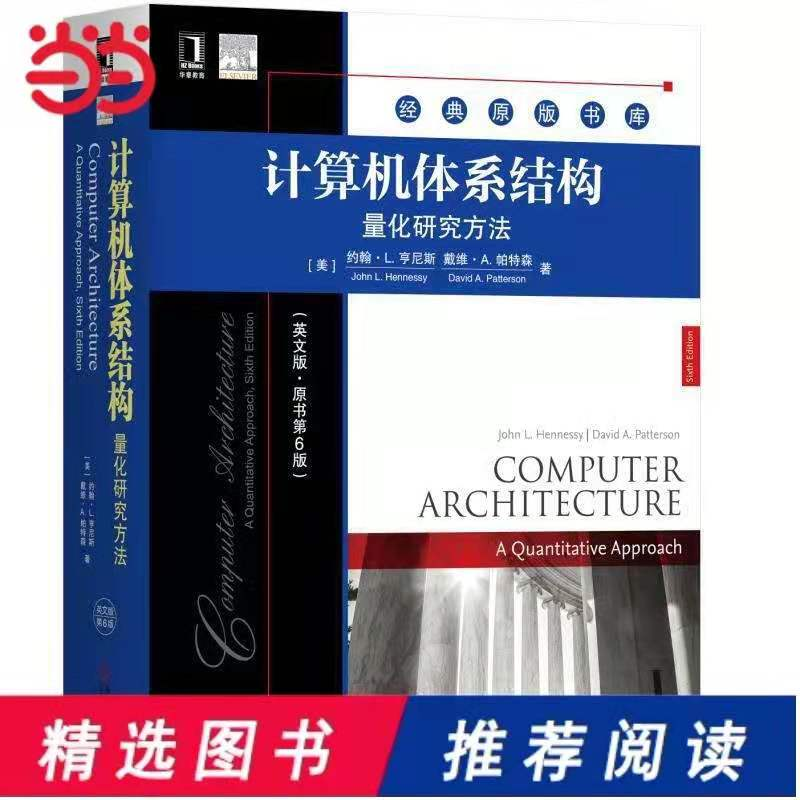 当当
HZ Books
华章教育
ELSEVIER
经典原版书库
计算机体系结构
量化研究方法
[美] 约翰·L. 亨尼斯 戴维·A. 帕特森 著
John L. Hennessy David A. Patterson
Computer Architecture
A Quantitative Approach, Sixth Edition
(英文版·原书第6版)
Sixth Edition
John L. Hennessy | David A. Patterson
COMPUTER
ARCHITECTURE
A Quantitative Approach
计算机体系结构
量化研究方法
Computer Architecture
A Quantitative Approach, Sixth Edition
[美] 约翰·L. 亨尼斯
戴维·A. 帕特森 著
英文版
第6版
精选图书
推荐阅读